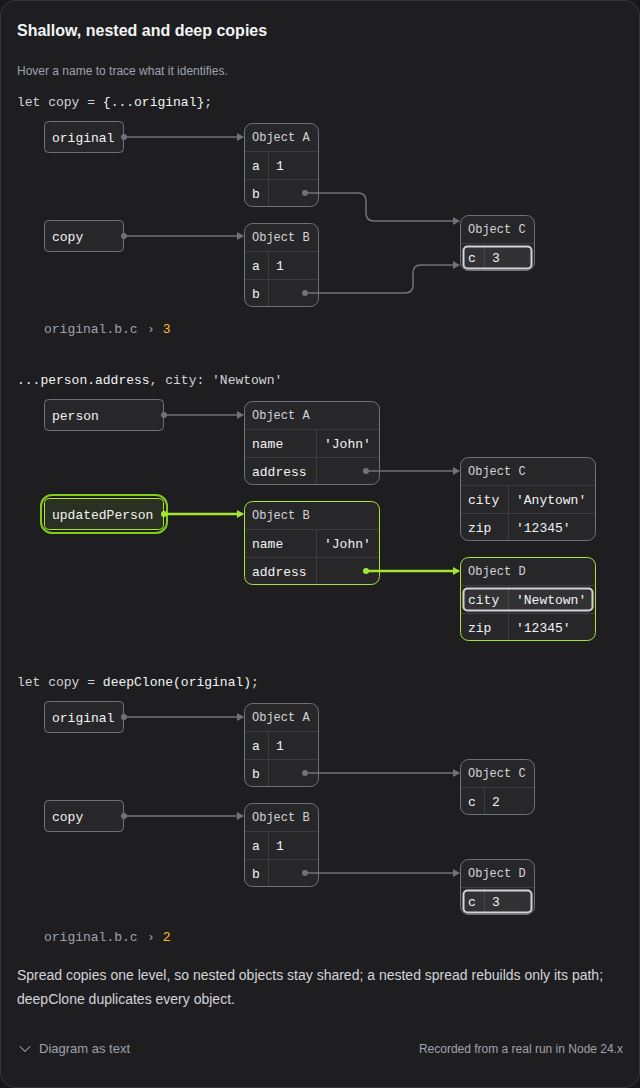 Shallow, nested and deep copies
Hover a name to trace what it identifies.
let copy = {...original};
original
Object A
a 1
b
copy
Object B
a 1
b
Object C
c 3
original.b.c › 3
...person.address, city: 'Newtown'
person
Object A
name 'John'
address
Object C
city 'Anytown'
zip '12345'
updatedPerson
Object B
name 'John'
address
Object D
city 'Newtown'
zip '12345'
let copy = deepClone(original);
original
Object A
a 1
b
Object C
c 2
copy
Object B
a 1
b
Object D
c 3
original.b.c › 2
Spread copies one level, so nested objects stay shared; a nested spread rebuilds only its path;
deepClone duplicates every object.
Diagram as text
Recorded from a real run in Node 24.x